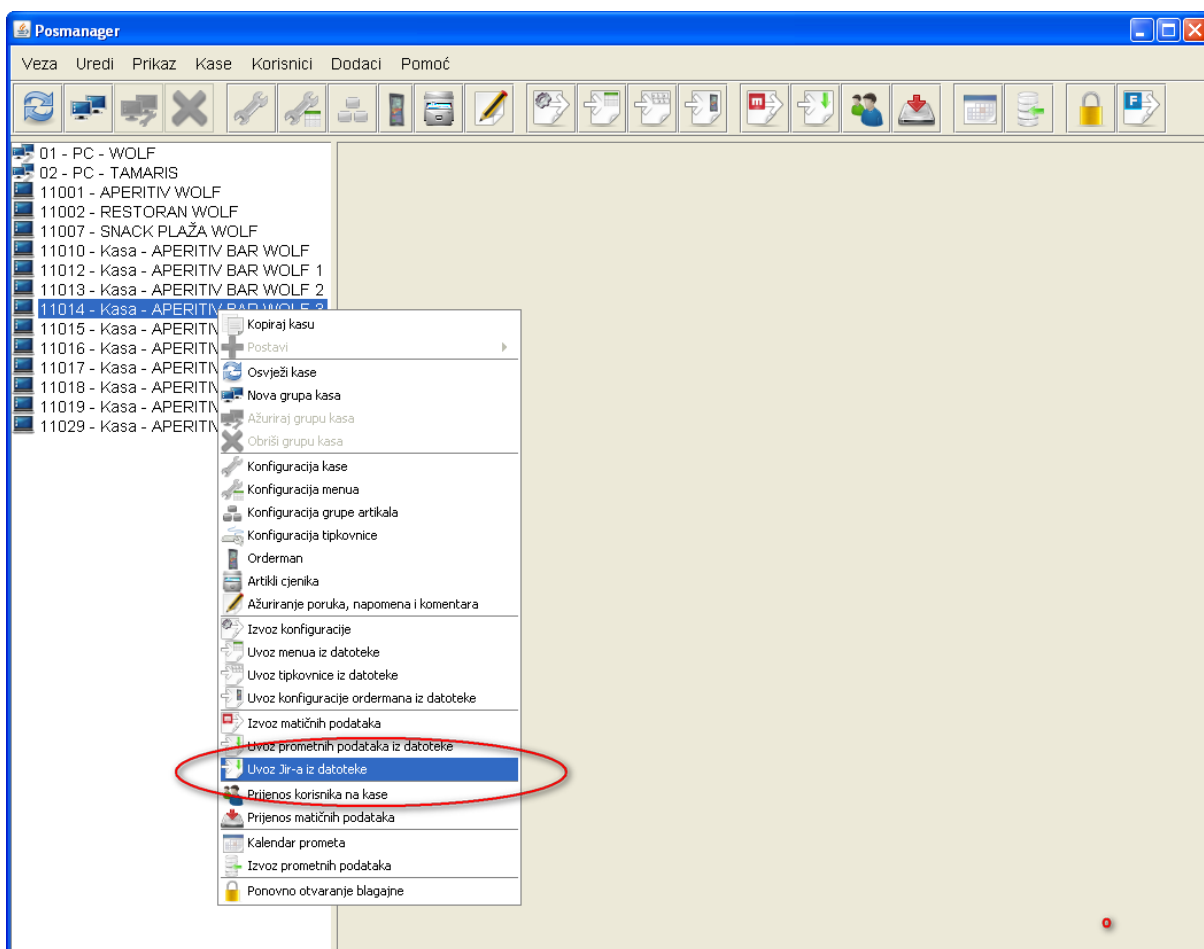 Posmanager
Veza Uredi Prikaz Kase Korisnici Dodaci Pomoć
m F
01 - PC - WOLF
02 - PC - TAMARIS
11001 - APERITIV WOLF
11002 - RESTORAN WOLF
11007 - SNACK PLAŽA WOLF
11010 - Kasa - APERITIV BAR WOLF
11012 - Kasa - APERITIV BAR WOLF 1
11013 - Kasa - APERITIV BAR WOLF 2
11014 - Kasa - APERITIV BAR WOLF 3
11015 - Kasa - APERITIV
11016 - Kasa - APERITIV
11017 - Kasa - APERITIV
11018 - Kasa - APERITIV
11019 - Kasa - APERITIV
11029 - Kasa - APERITIV
Kopiraj kasu
Postavi
Osvježi kase
Nova grupa kasa
Ažuriraj grupu kasa
Obriši grupu kasa
Konfiguracija kase
Konfiguracija menua
Konfiguracija grupe artikala
Konfiguracija tipkovnice
Orderman
Artikli cjenika
Ažuriranje poruka, napomena i komentara
Izvoz konfiguracije
Uvoz menua iz datoteke
Uvoz tipkovnice iz datoteke
Uvoz konfiguracije ordermana iz datoteke
Izvoz matičnih podataka
Uvoz prometnih podataka iz datoteke
Uvoz Jir-a iz datoteke
Prijenos korisnika na kase
Prijenos matičnih podataka
Kalendar prometa
Izvoz prometnih podataka
Ponovno otvaranje blagajne